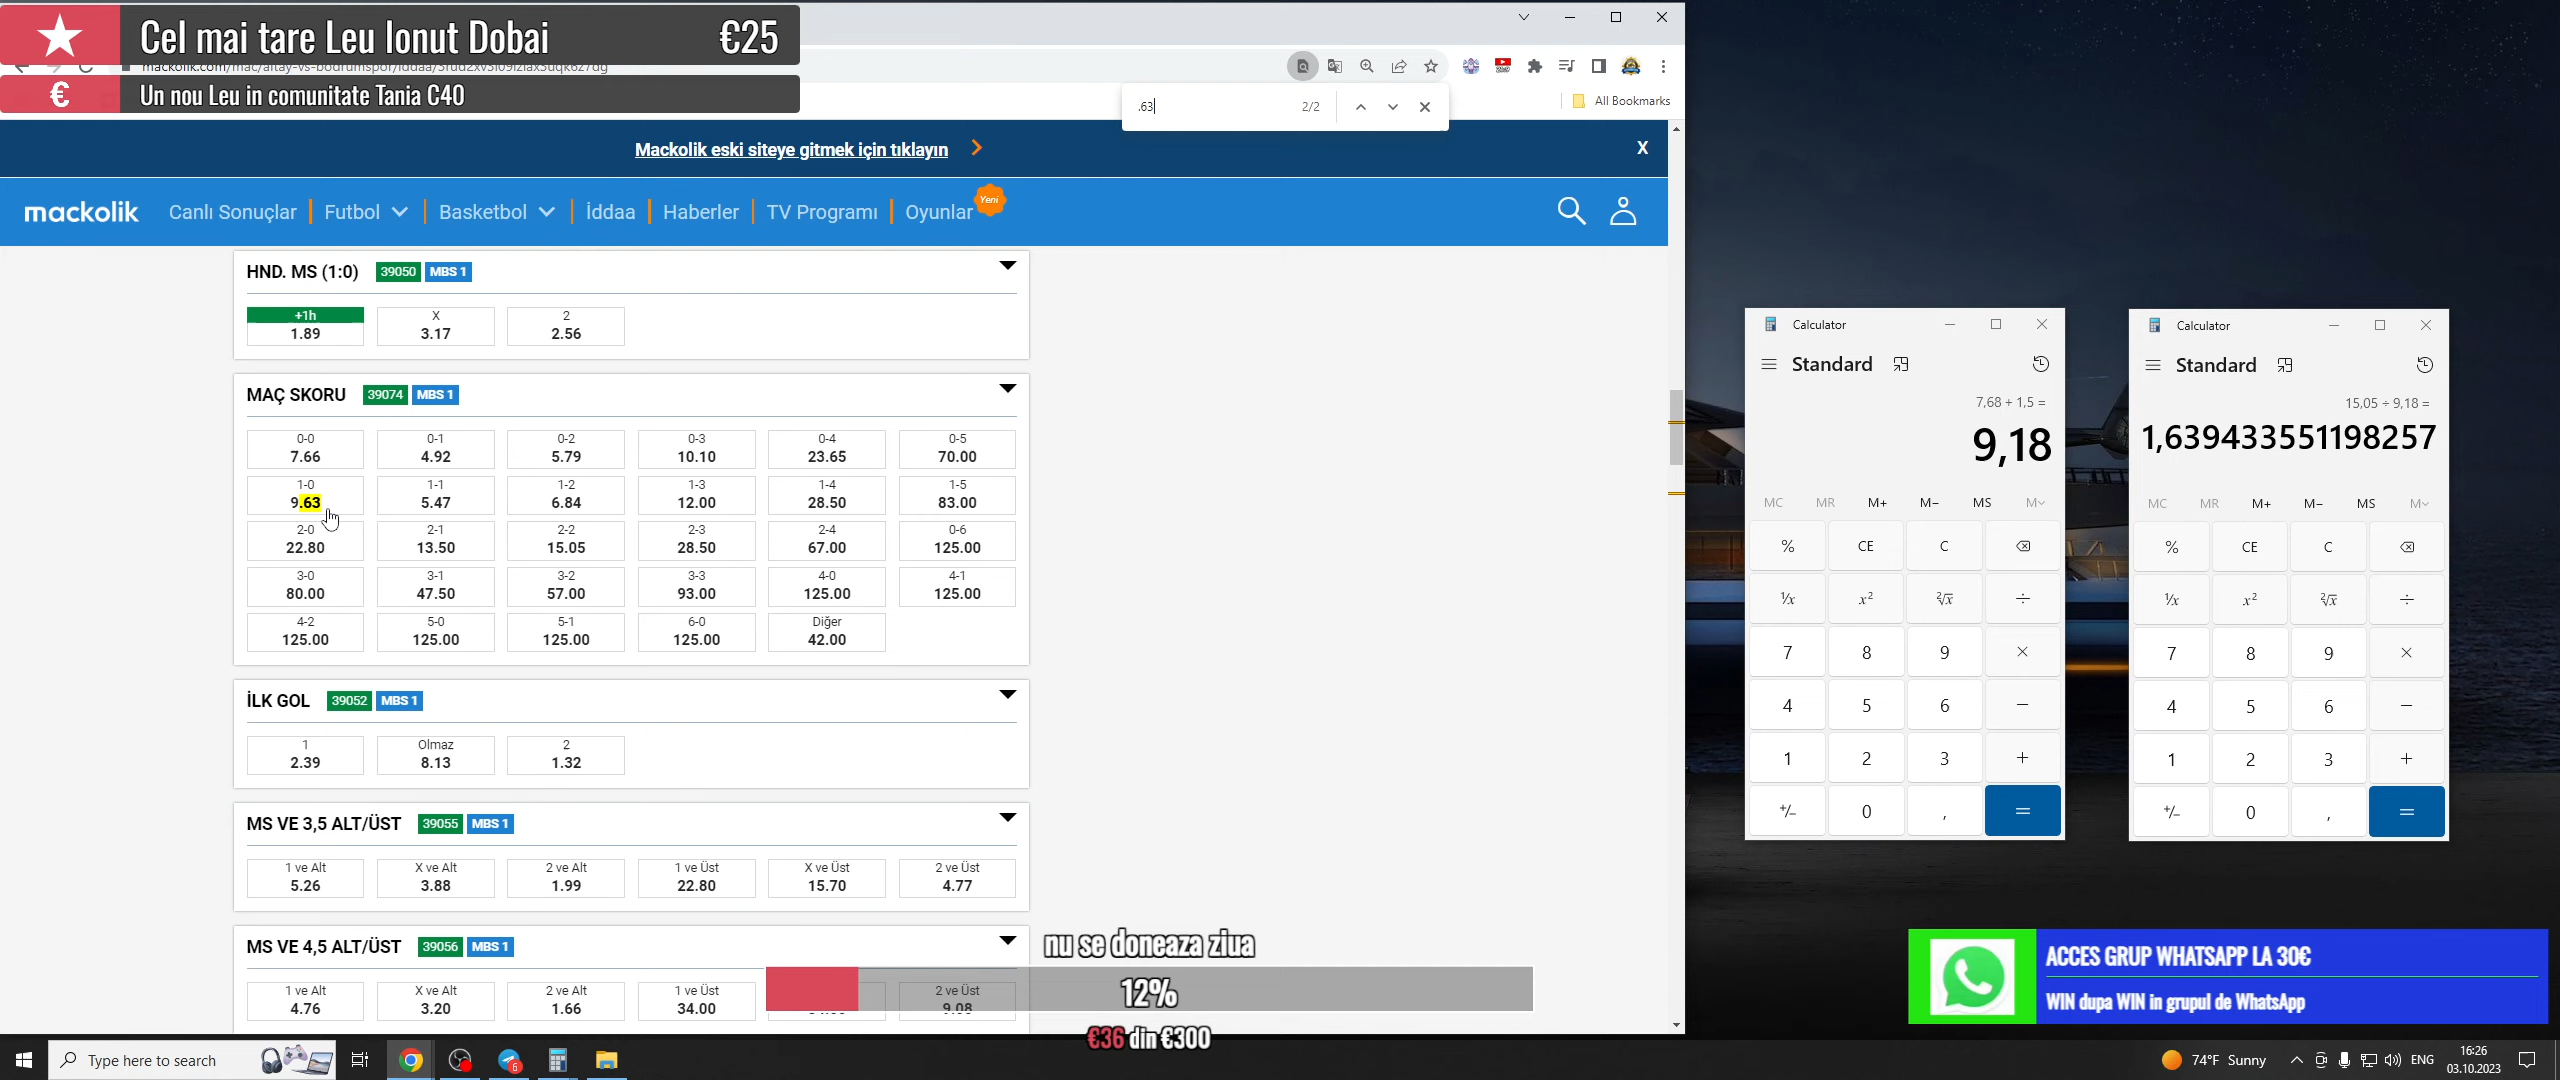 Cel mai tare Leu Ionut Dobai €25
€ Un nou Leu in comunitate Tania C40
.63 2/2
All Bookmarks
Mackolik eski siteye gitmek için tıklayın
X
mackolik Canlı Sonuçlar Futbol Basketbol İddaa Haberler TV Programı Oyunlar Yeni
HND. MS (1:0) 39050 MBS 1
+1h X 2
1.89 3.17 2.56
MAÇ SKORU 39074 MBS 1
0-0 0-1 0-2 0-3 0-4 0-5
7.66 4.92 5.79 10.10 23.65 70.00
1-0 1-1 1-2 1-3 1-4 1-5
9.63 5.47 6.84 12.00 28.50 83.00
2-0 2-1 2-2 2-3 2-4 0-6
22.80 13.50 15.05 28.50 67.00 125.00
3-0 3-1 3-2 3-3 4-0 4-1
80.00 47.50 57.00 93.00 125.00 125.00
4-2 5-0 5-1 6-0 Diğer
125.00 125.00 125.00 125.00 42.00
İLK GOL 39052 MBS 1
1 Olmaz 2
2.39 8.13 1.32
MS VE 3,5 ALT/ÜST 39055 MBS 1
1 ve Alt X ve Alt 2 ve Alt 1 ve Üst X ve Üst 2 ve Üst
5.26 3.88 1.99 22.80 15.70 4.77
MS VE 4,5 ALT/ÜST 39056 MBS 1
1 ve Alt X ve Alt 2 ve Alt 1 ve Üst 2 ve Üst
4.76 3.20 1.66 34.00 9.08
nu se doneaza ziua
12%
€36 din €300
Calculator
Standard
7,68 + 1,5 =
9,18
MC MR M+ M− MS M
% CE C
¹⁄x x² ²√x ÷
7 8 9 ×
4 5 6 −
1 2 3 +
+/− 0 , =
Calculator
Standard
15,05 ÷ 9,18 =
1,639433551198257
MC MR M+ M− MS M
% CE C
¹⁄x x² ²√x ÷
7 8 9 ×
4 5 6 −
1 2 3 +
+/− 0 , =
ACCES GRUP WHATSAPP LA 30€
WIN dupa WIN in grupul de WhatsApp
Type here to search
6
74°F Sunny
ENG
16:26
03.10.2023